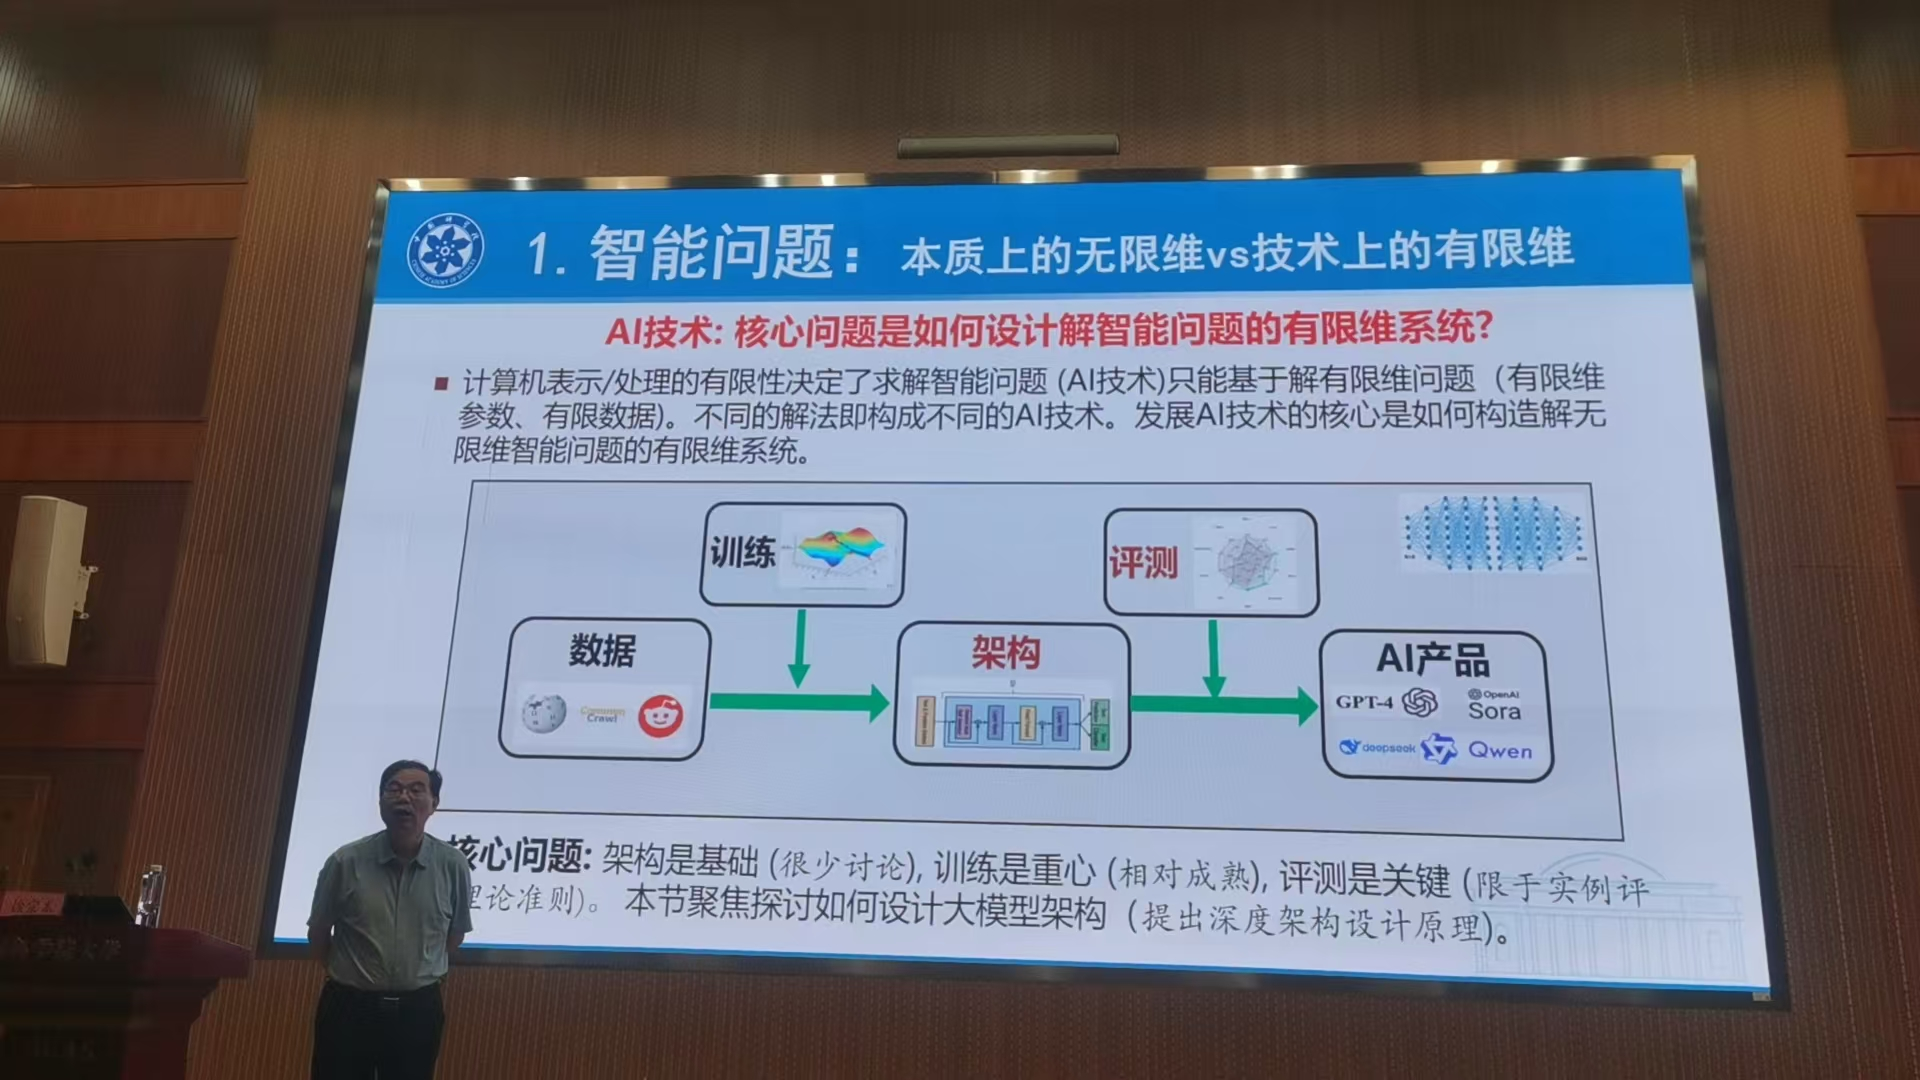 1. 智能问题：本质上的无限维vs技术上的有限维
AI技术: 核心问题是如何设计解智能问题的有限维系统?
■ 计算机表示/处理的有限性决定了求解智能问题 (AI技术)只能基于解有限维问题（有限维
参数、有限数据)。不同的解法即构成不同的AI技术。发展AI技术的核心是如何构造解无
限维智能问题的有限维系统。
训练
评测
数据
Common
Crawl
架构
AI产品
GPT-4
OpenAI
Sora
deepseek
Qwen
核心问题: 架构是基础 (很少讨论), 训练是重心 (相对成熟), 评测是关键 (限于实例评
理论准则)。 本节聚焦探讨如何设计大模型架构（提出深度架构设计原理)。
学院大学